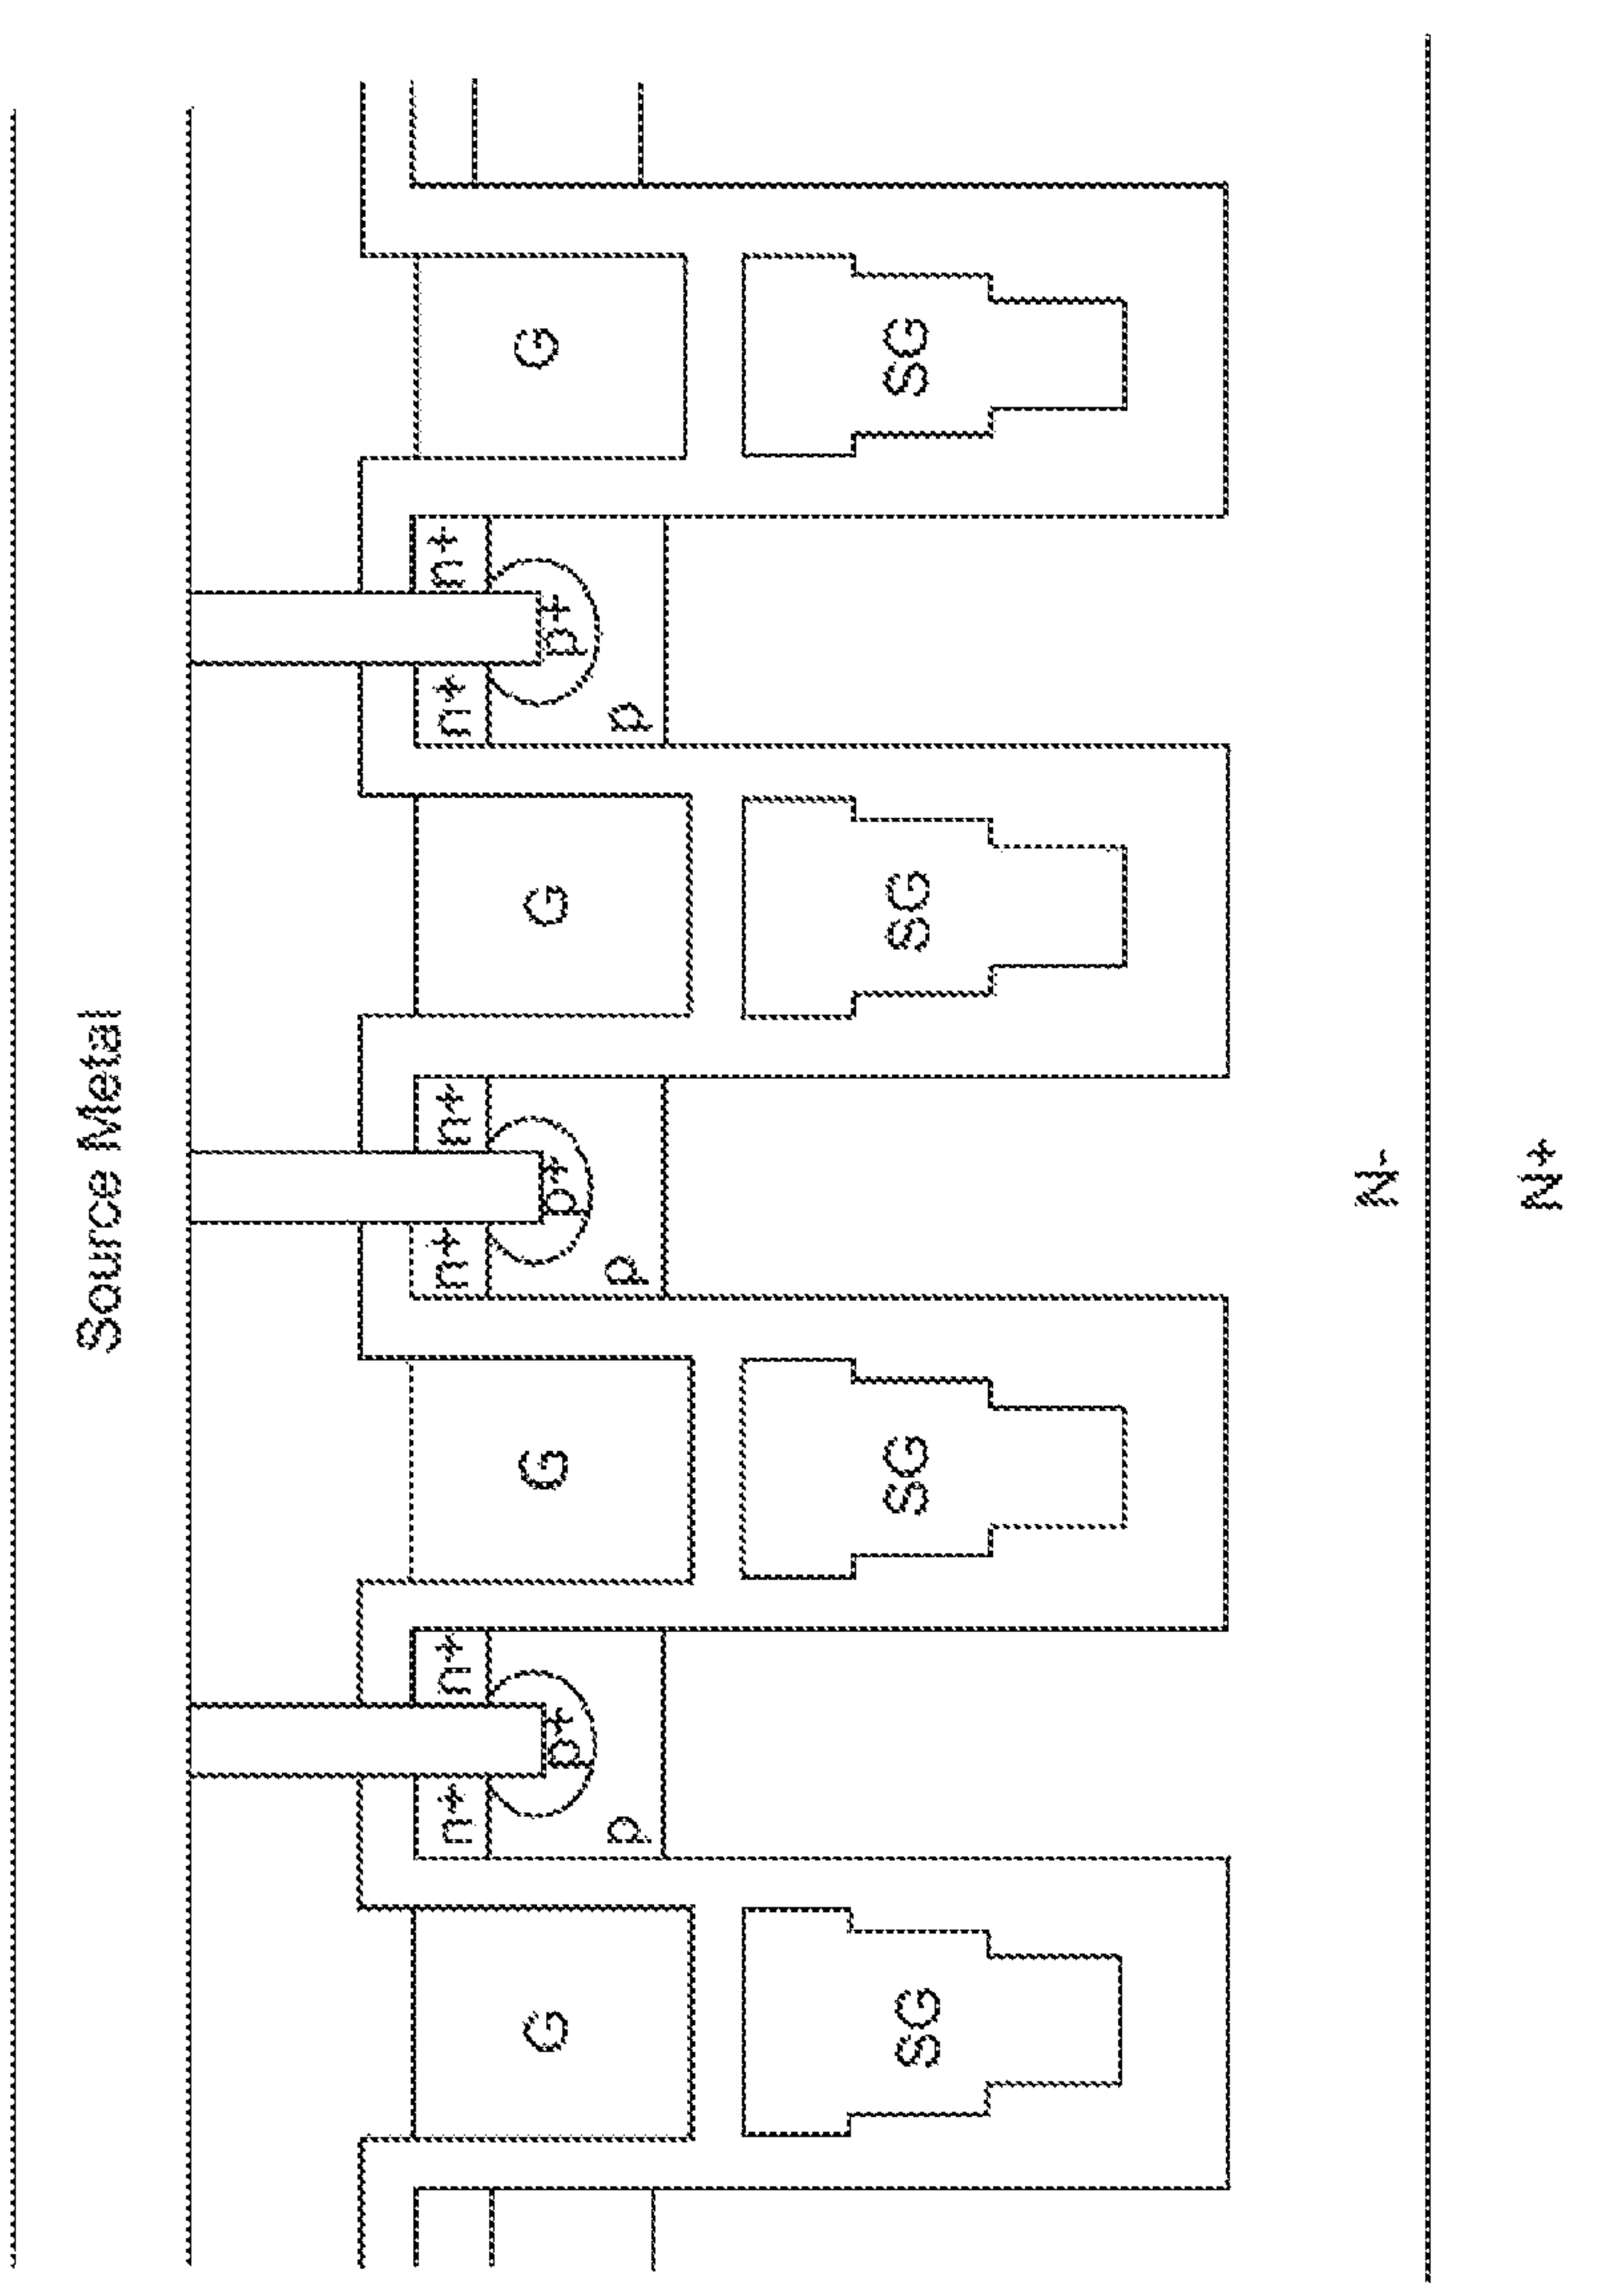 Source Metal
n+ n+ n+ n+ n+ n+
G p+ G p+ G p+ G
p p p
SG SG SG SG
N-
N+